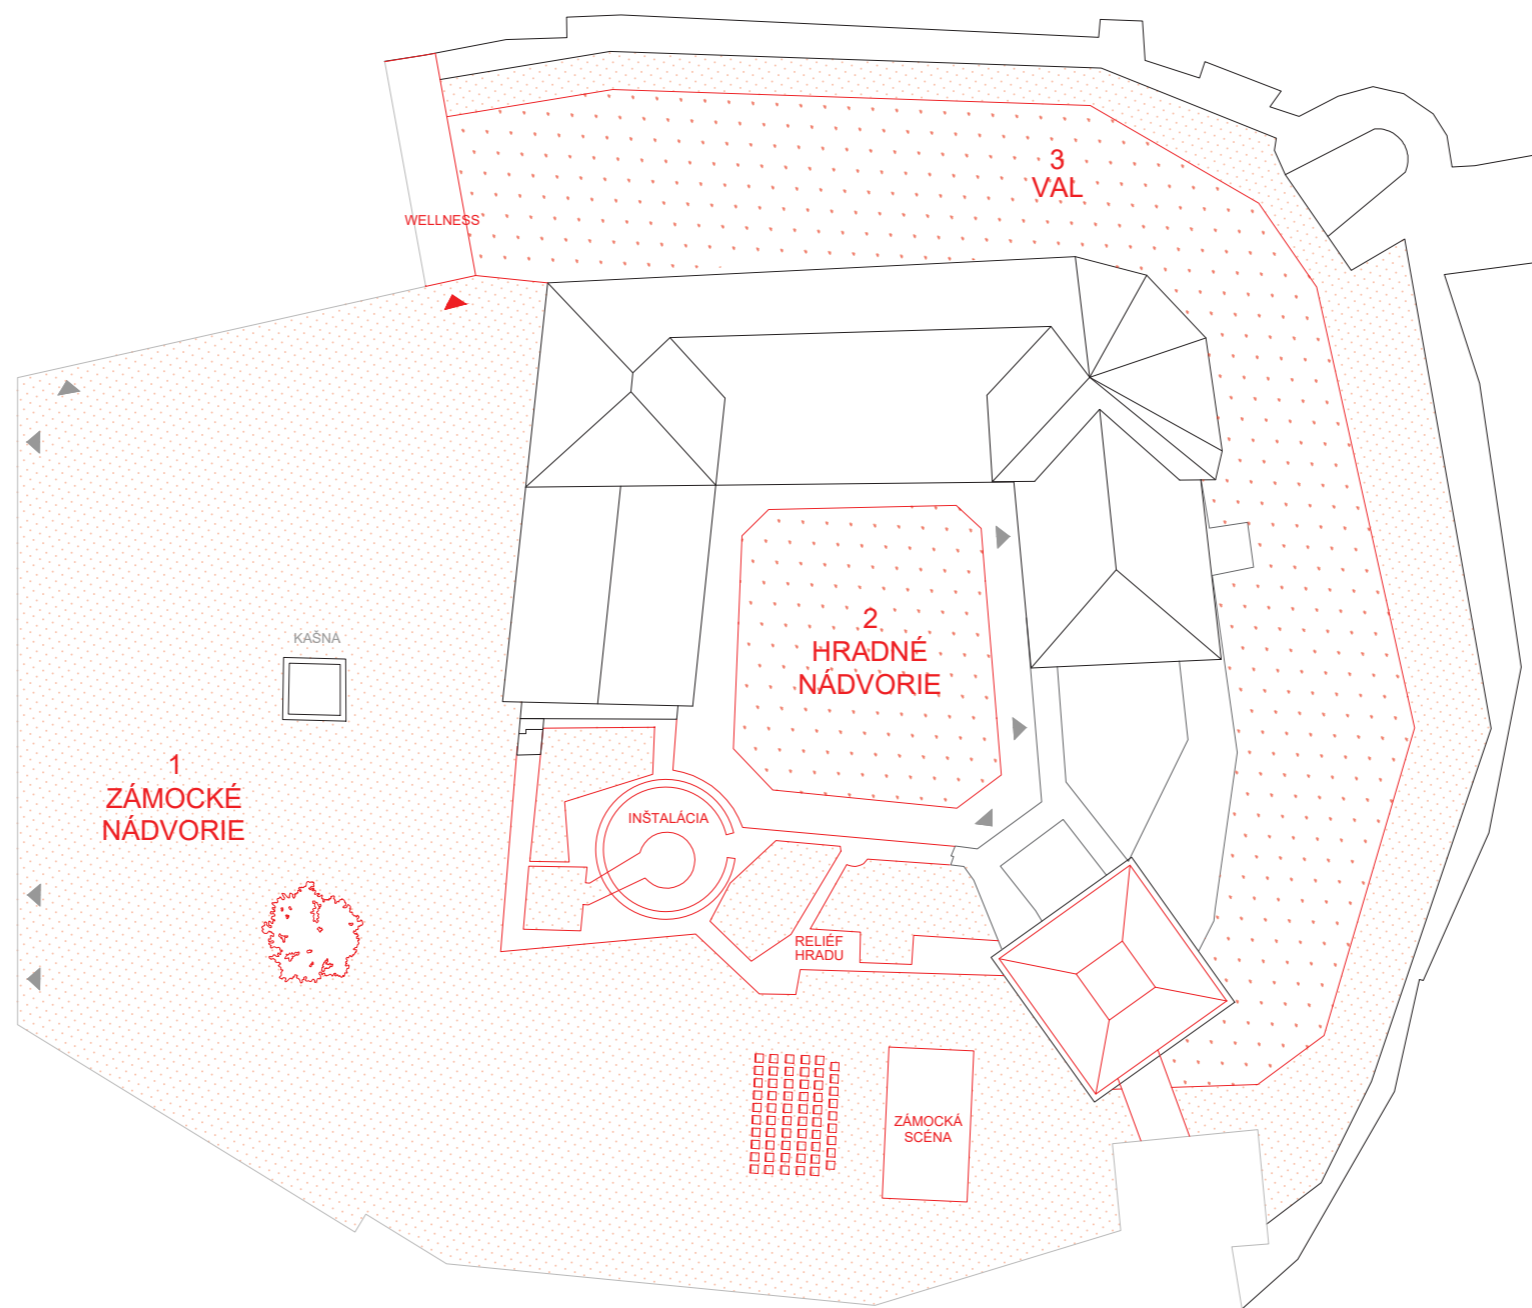 3
VAL
WELLNESS
2
HRADNÉ
NÁDVORIE
KAŠNA
1
ZÁMOCKÉ
NÁDVORIE
INŠTALÁCIA
RELIÉF
HRADU
ZÁMOCKÁ
SCÉNA